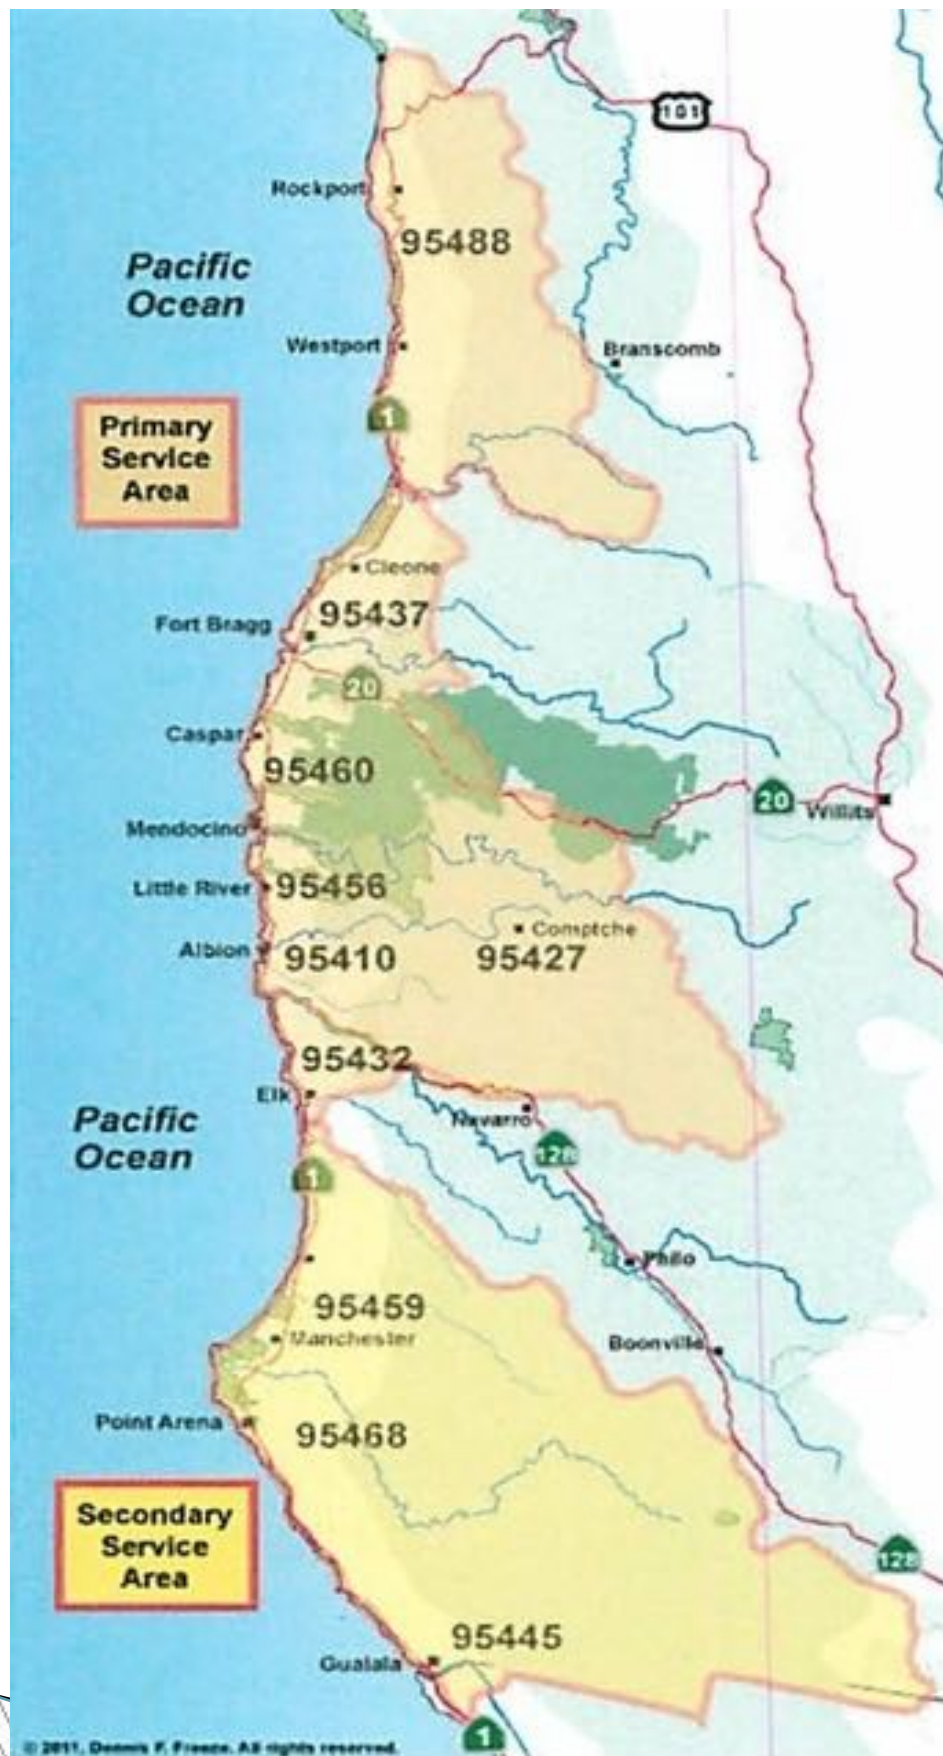 101
Rockport
95488
Pacific
Ocean
Westport
Branscomb
1
Primary
Service
Area
Cleone
95437
Fort Bragg
20
Caspar
95460
20
Willits
Mendocino
Little River
95456
Comptche
Albion
95410
95427
95432
Elk
Navarro
Pacific
Ocean
128
1
Philo
95459
Manchester
Boonville
Point Arena
95468
Secondary
Service
Area
128
95445
Gualala
1
© 2011, Dennis F. Freeze. All rights reserved.